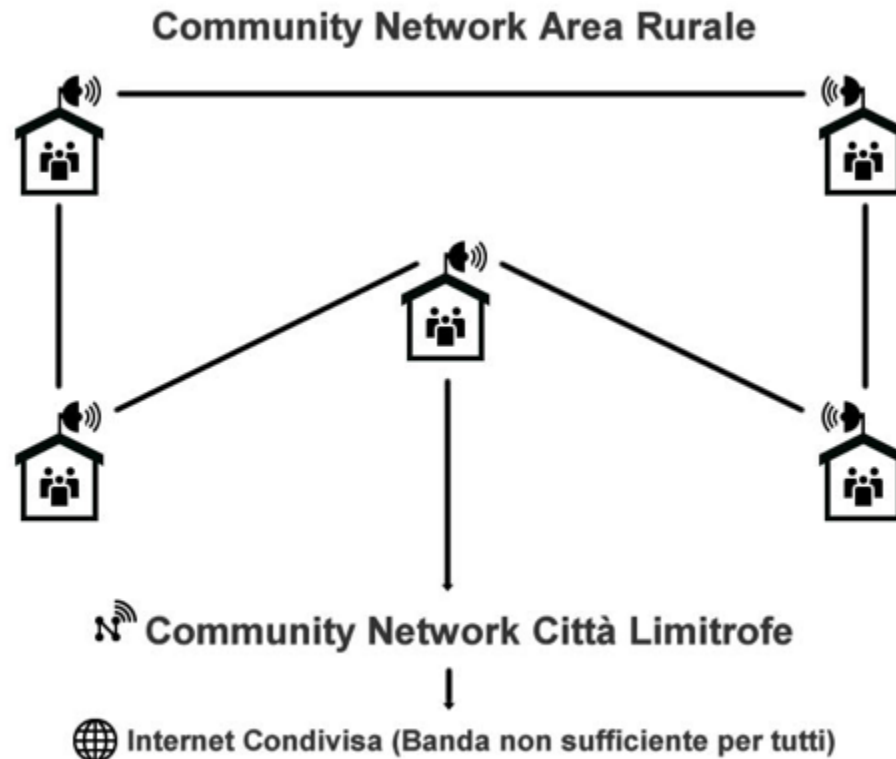 Community Network Area Rurale
Community Network Città Limitrofe
Internet Condivisa (Banda non sufficiente per tutti)